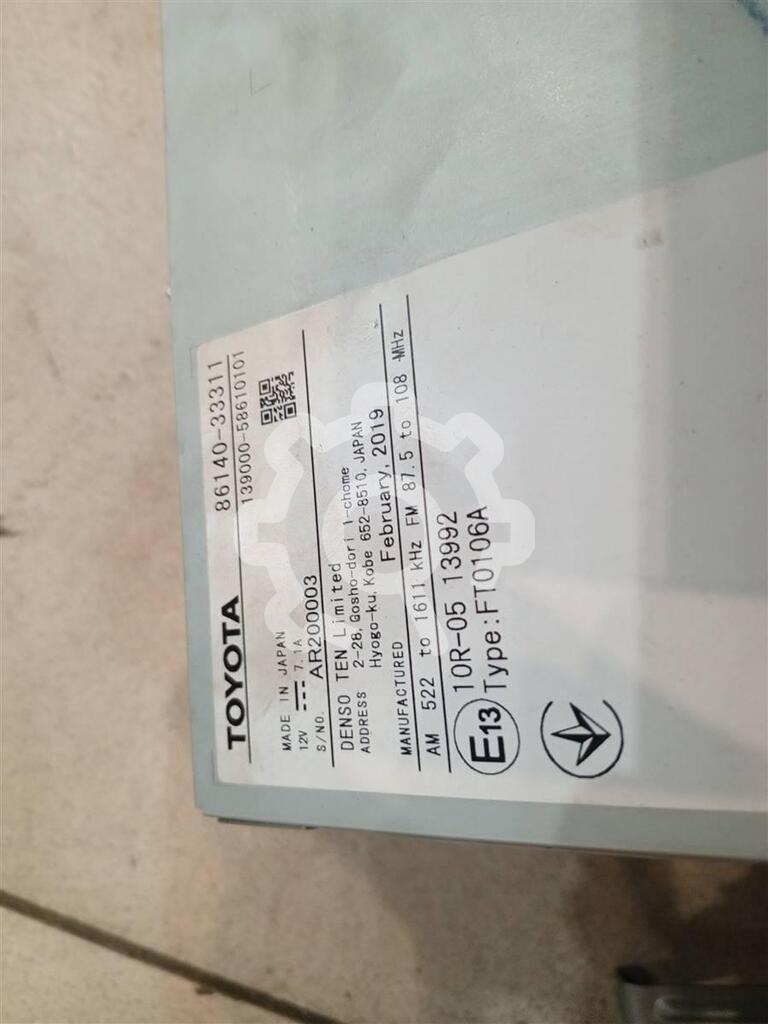 TOYOTA 86140-33311
139000-58610101
MADE IN JAPAN
12V 7.1A
S/NO. AR200003
DENSO TEN Limited
ADDRESS 2-28, Gosho-dori 1-chome
Hyogo-ku, Kobe 652-8510, JAPAN
MANUFACTURED February, 2019
AM 522 to 1611 kHz FM 87.5 to 108 MHz
E13 10R-05 13992
Type:FT0106A